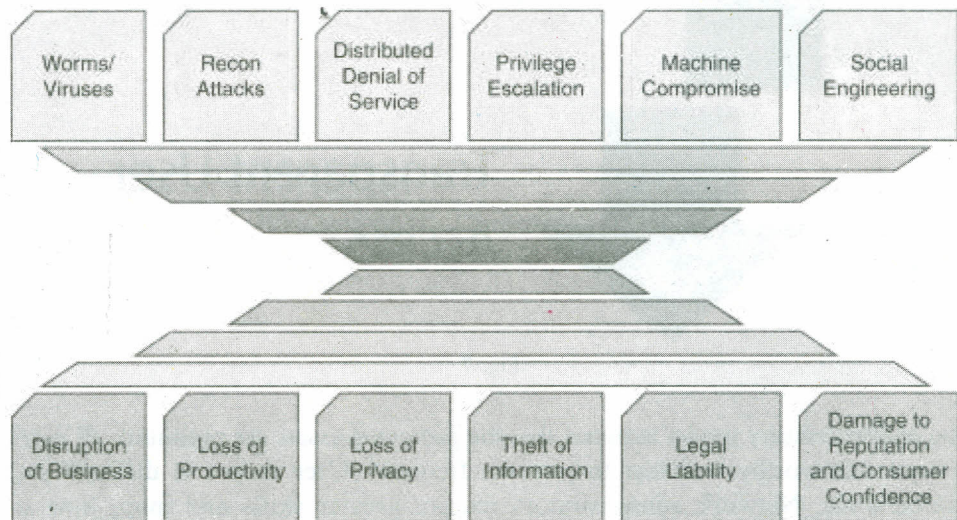 Worms/
Viruses
Recon
Attacks
Distributed
Denial of
Service
Privilege
Escalation
Machine
Compromise
Social
Engineering
Disruption
of Business
Loss of
Productivity
Loss of
Privacy
Theft of
Information
Legal
Liability
Damage to
Reputation
and Consumer
Confidence